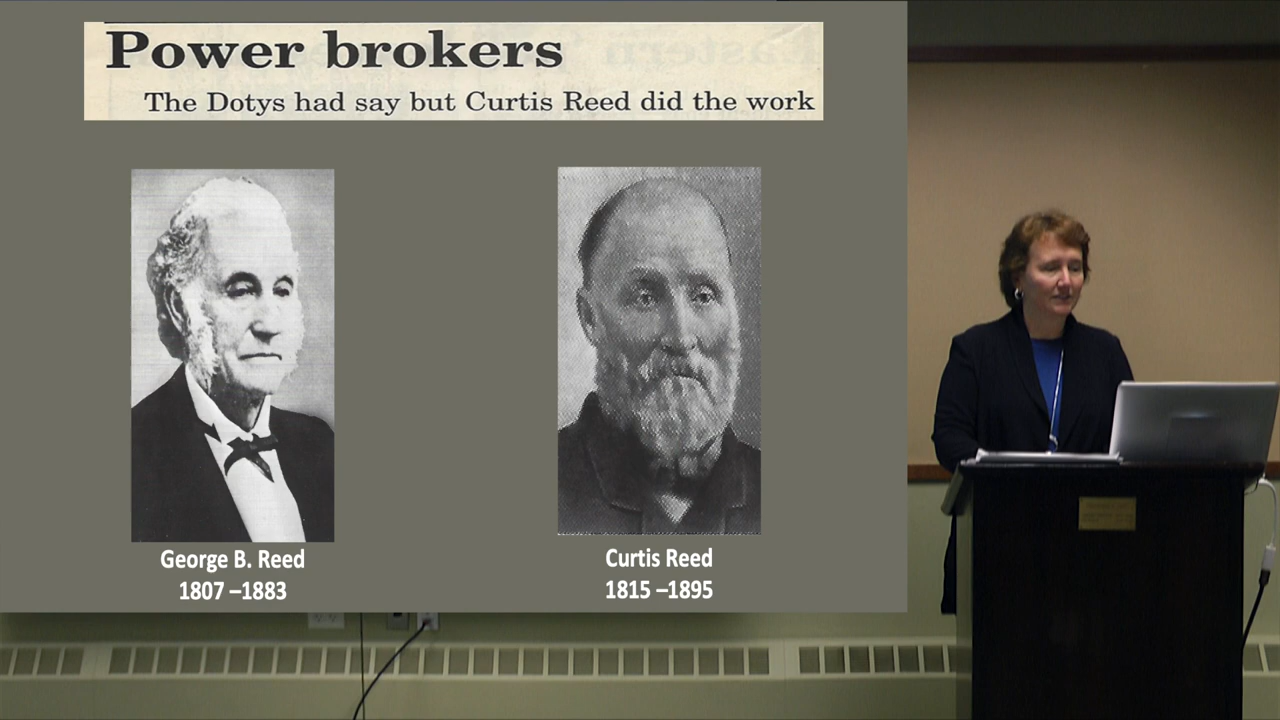 Power brokers
The Dotys had say but Curtis Reed did the work
George B. Reed
1807 –1883
Curtis Reed
1815 –1895